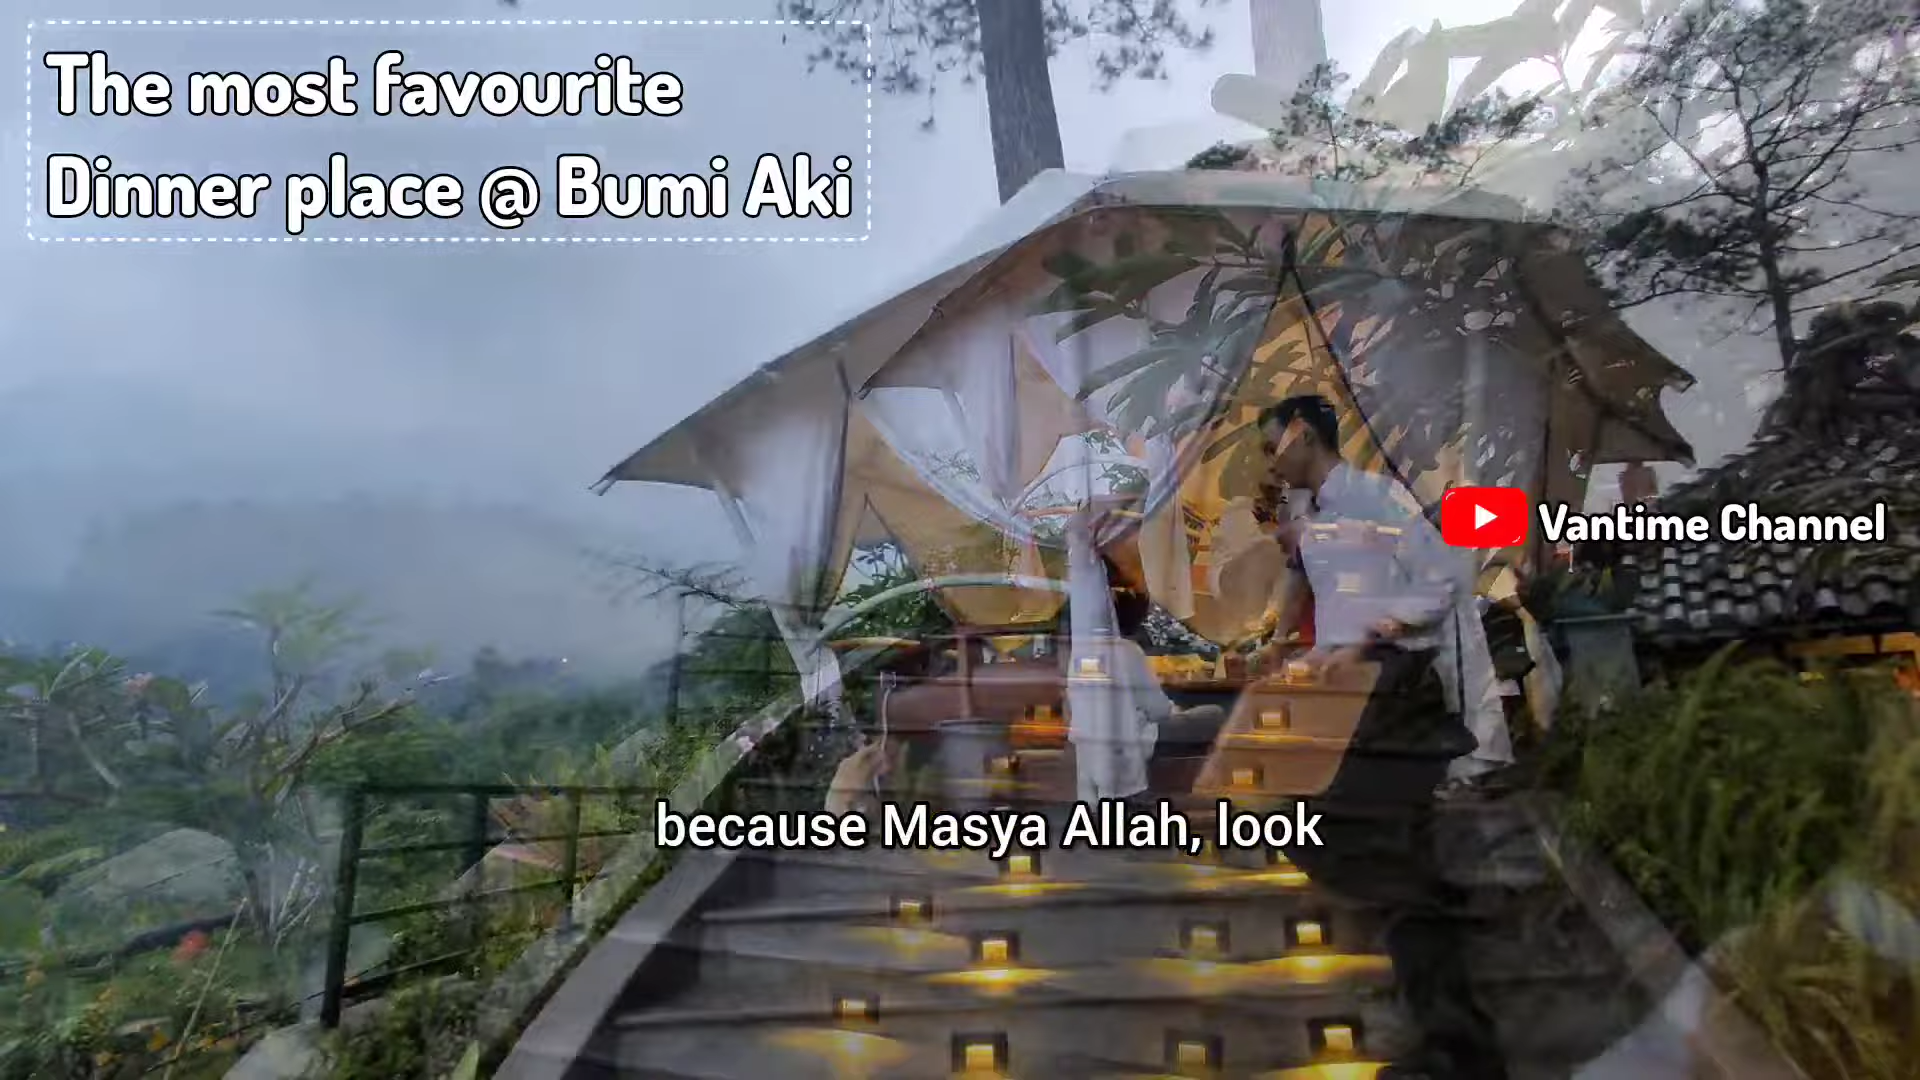 The most favourite
Dinner place @ Bumi Aki
Vantime Channel
because Masya Allah, look